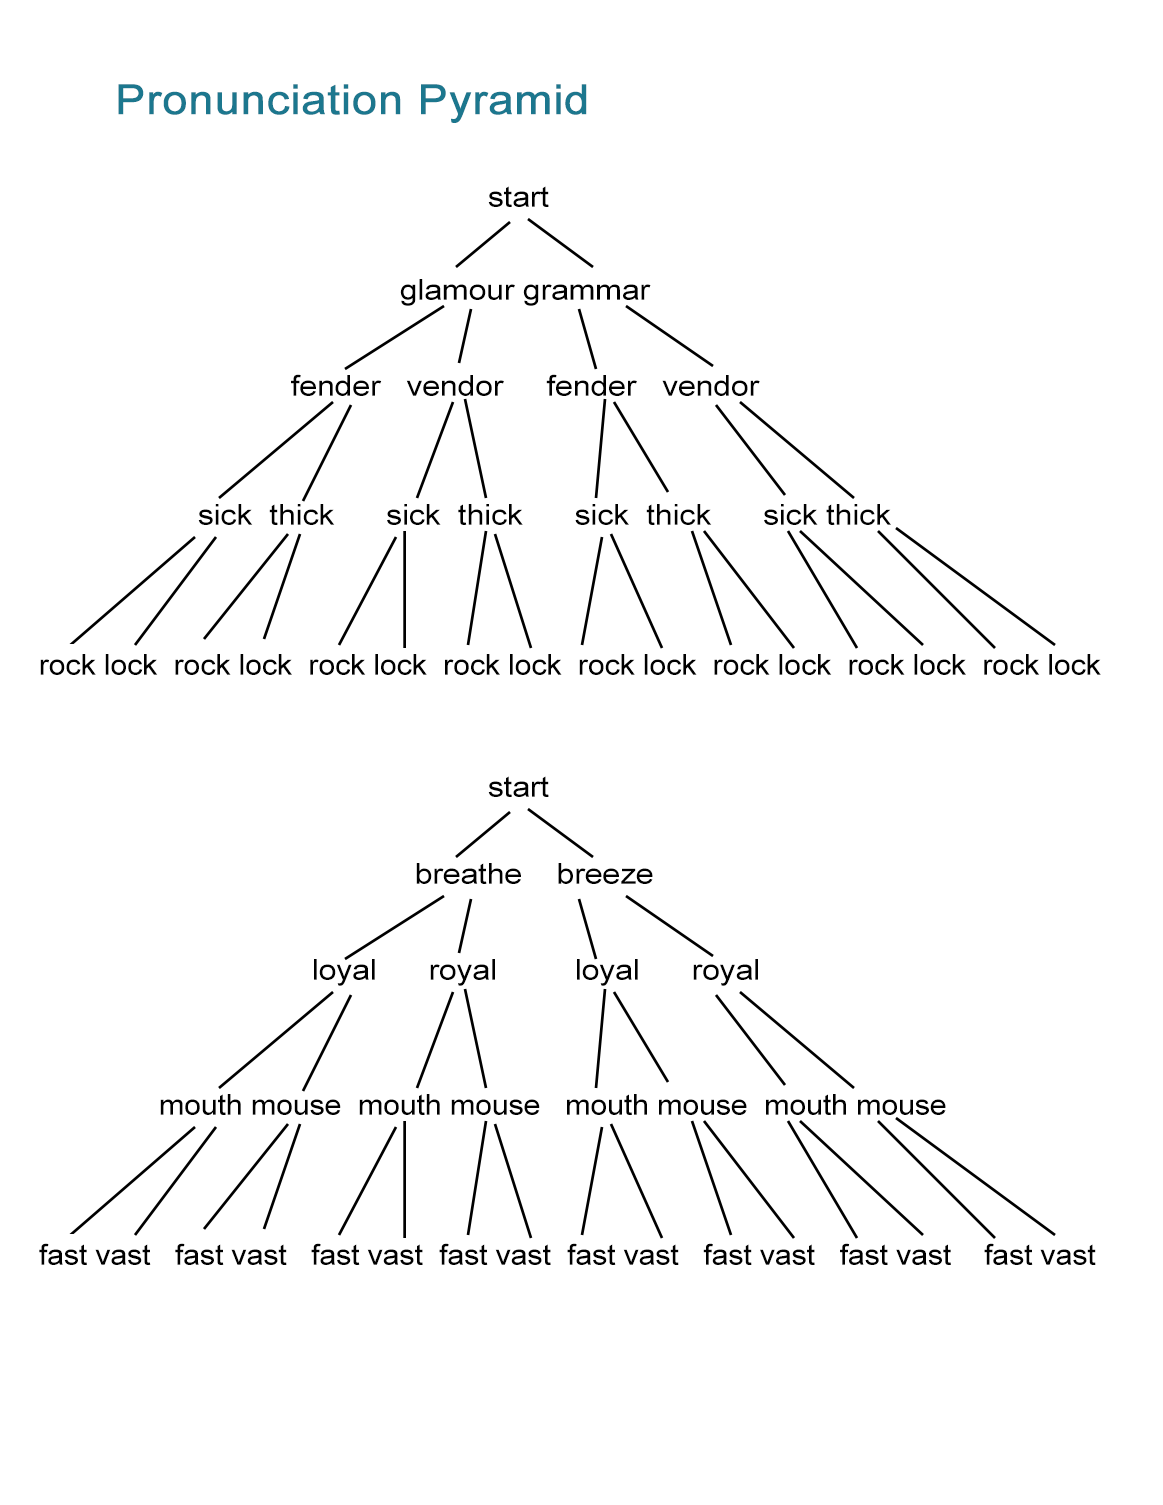 Pronunciation Pyramid
start
glamour grammar
fender vendor fender vendor
sick thick sick thick sick thick sick thick
rock lock rock lock rock lock rock lock rock lock rock lock rock lock rock lock
start
breathe breeze
loyal royal loyal royal
mouth mouse mouth mouse mouth mouse mouth mouse
fast vast fast vast fast vast fast vast fast vast fast vast fast vast fast vast